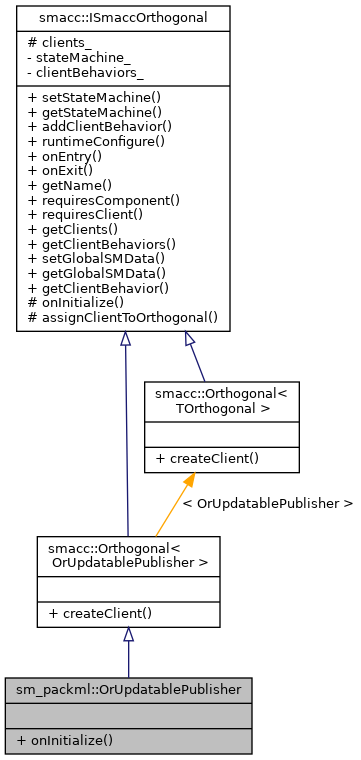 smacc::ISmaccOrthogonal
# clients_
- stateMachine_
- clientBehaviors_
+ setStateMachine()
+ getStateMachine()
+ addClientBehavior()
+ runtimeConfigure()
+ onEntry()
+ onExit()
+ getName()
+ requiresComponent()
+ requiresClient()
+ getClients()
+ getClientBehaviors()
+ setGlobalSMData()
+ getGlobalSMData()
+ getClientBehavior()
# onInitialize()
# assignClientToOrthogonal()
smacc::Orthogonal<
TOrthogonal >
+ createClient()
< OrUpdatablePublisher >
smacc::Orthogonal<
OrUpdatablePublisher >
+ createClient()
sm_packml::OrUpdatablePublisher
+ onInitialize()